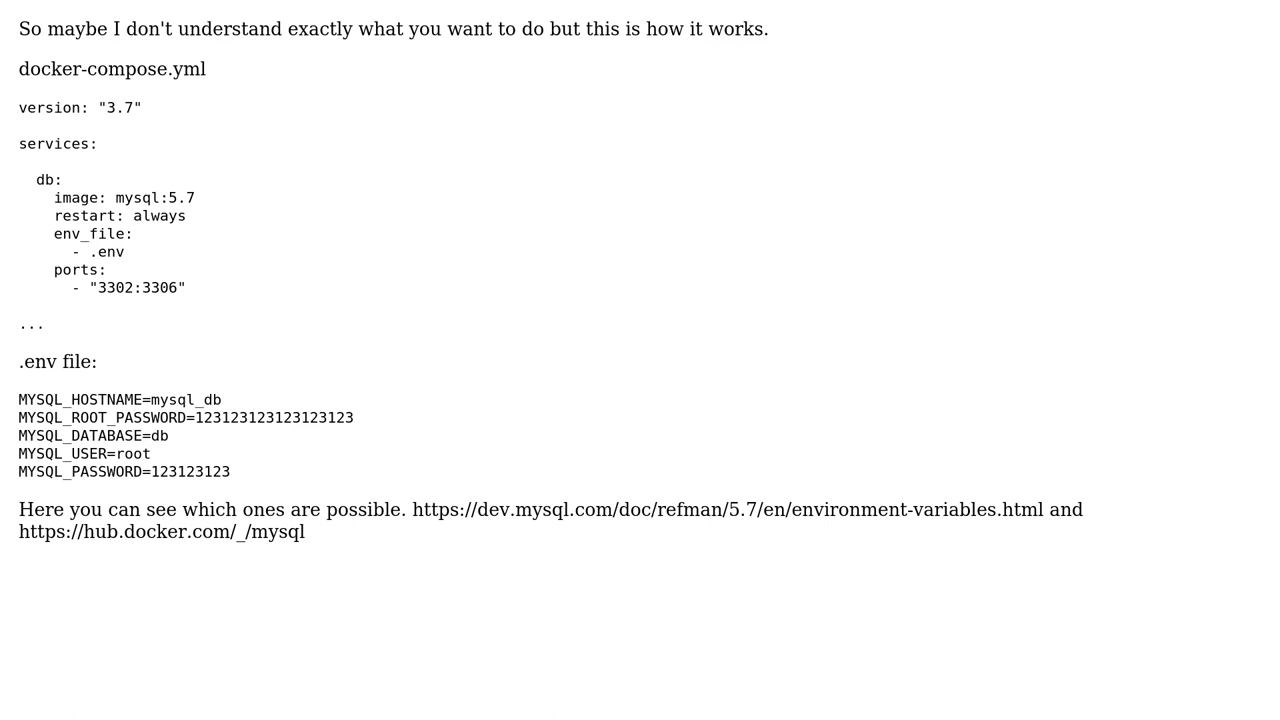 So maybe I don't understand exactly what you want to do but this is how it works.
docker-compose.yml
version: "3.7"
services:
  db:
    image: mysql:5.7
    restart: always
    env_file:
      - .env
    ports:
      - "3302:3306"
...
.env file:
MYSQL_HOSTNAME=mysql_db
MYSQL_ROOT_PASSWORD=123123123123123123
MYSQL_DATABASE=db
MYSQL_USER=root
MYSQL_PASSWORD=123123123
Here you can see which ones are possible. https://dev.mysql.com/doc/refman/5.7/en/environment-variables.html and
https://hub.docker.com/_/mysql